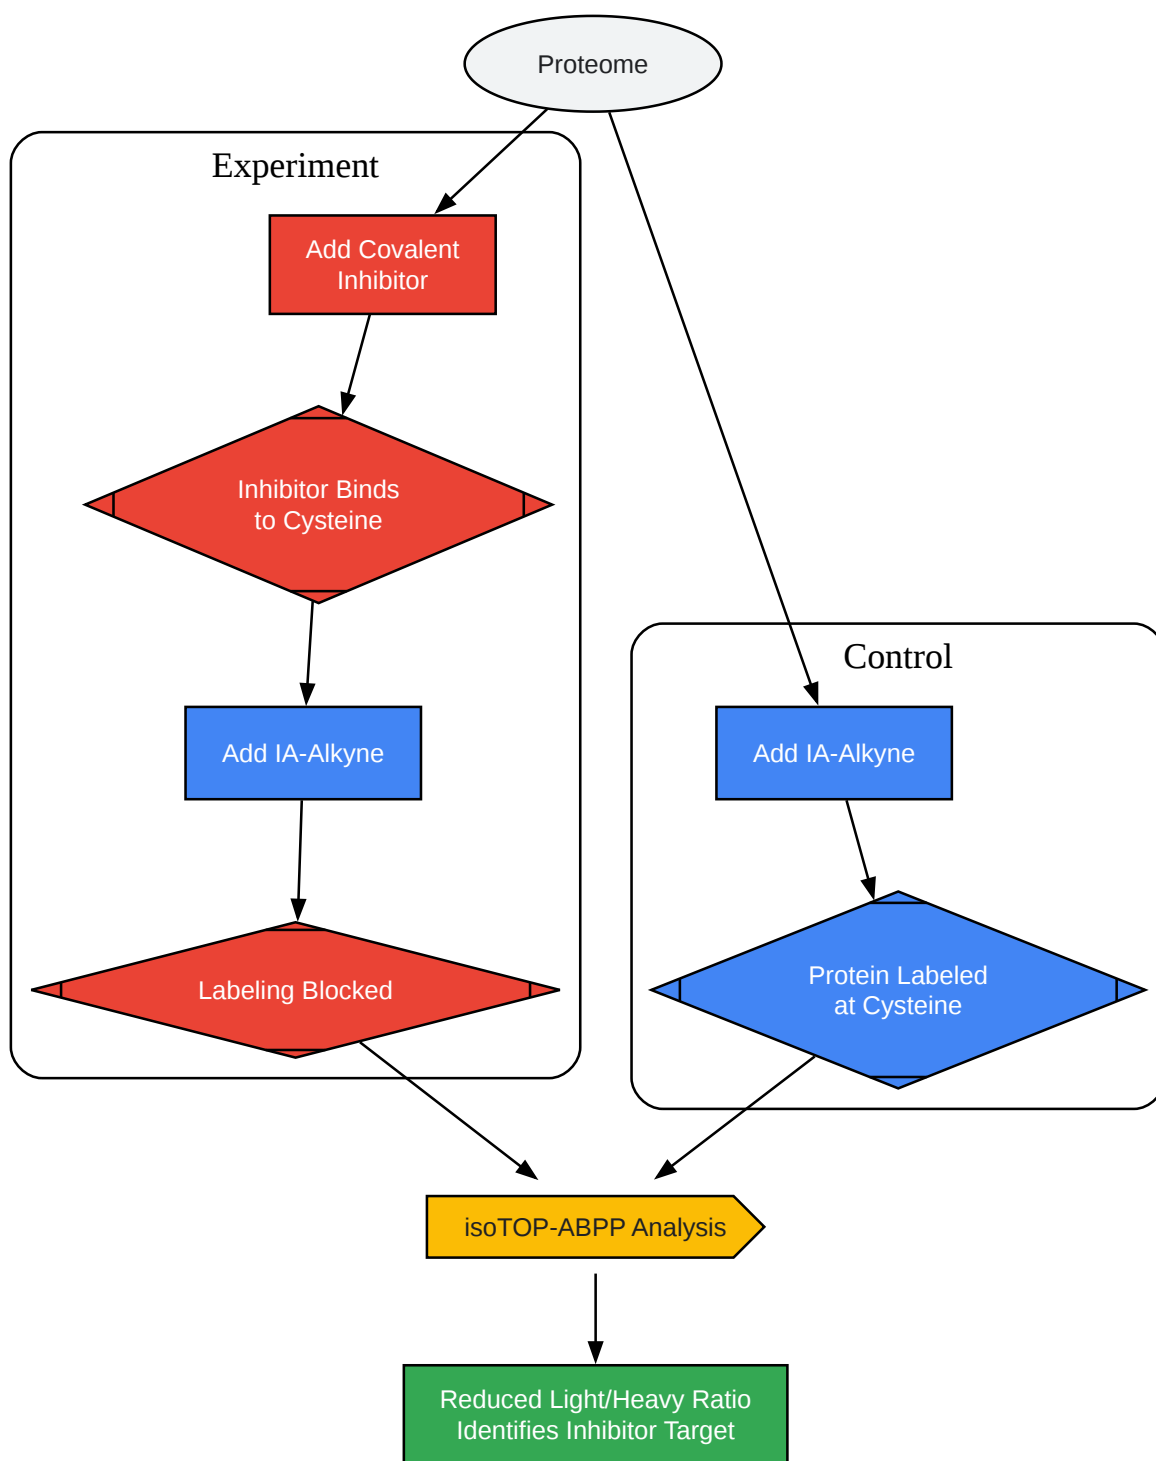 Proteome
Experiment
Add Covalent
Inhibitor
Inhibitor Binds
to Cysteine
Add IA-Alkyne
Labeling Blocked
Control
Add IA-Alkyne
Protein Labeled
at Cysteine
isoTOP-ABPP Analysis
Reduced Light/Heavy Ratio
Identifies Inhibitor Target